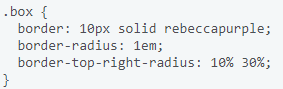 .box {
  border: 10px solid rebeccapurple;
  border-radius: 1em;
  border-top-right-radius: 10% 30%;
}